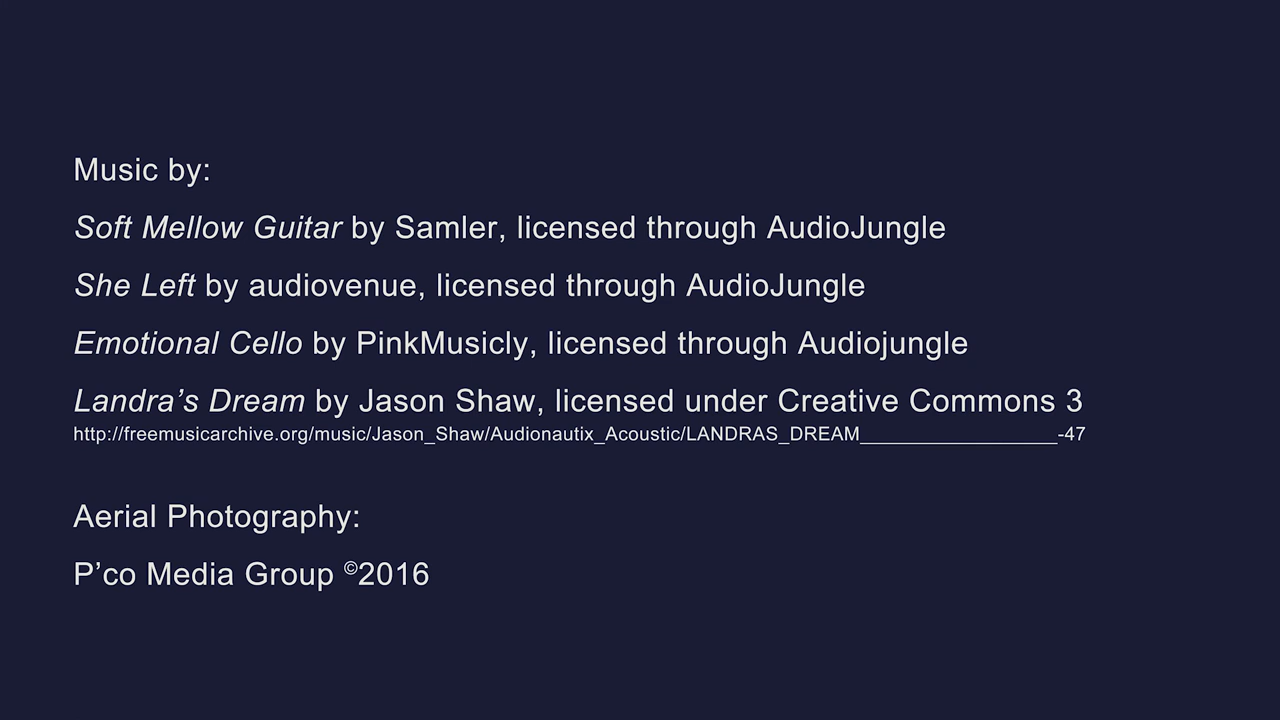 Music by:
Soft Mellow Guitar by Samler, licensed through AudioJungle
She Left by audiovenue, licensed through AudioJungle
Emotional Cello by PinkMusicly, licensed through Audiojungle
Landra’s Dream by Jason Shaw, licensed under Creative Commons 3
http://freemusicarchive.org/music/Jason_Shaw/Audionautix_Acoustic/LANDRAS_DREAM__________________-47
Aerial Photography:
P’co Media Group ©2016